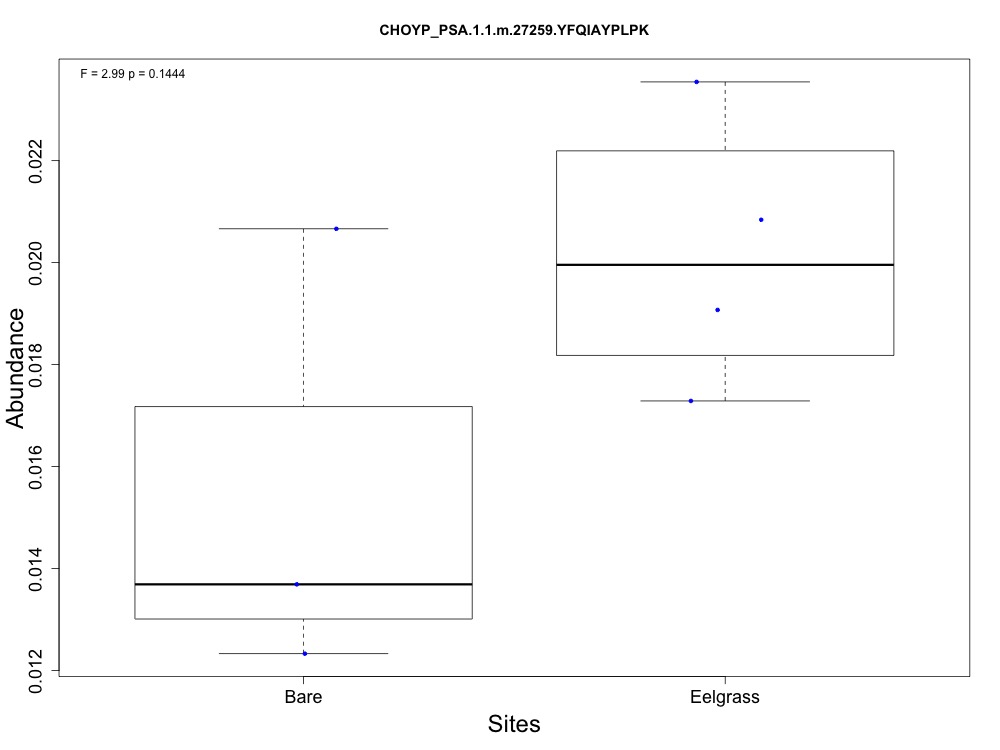 CHOYP_PSA.1.1.m.27259.YFQIAYPLPK
F = 2.99 p = 0.1444
0.022
0.020
0.018
0.016
0.014
0.012
Abundance
Bare
Eelgrass
Sites